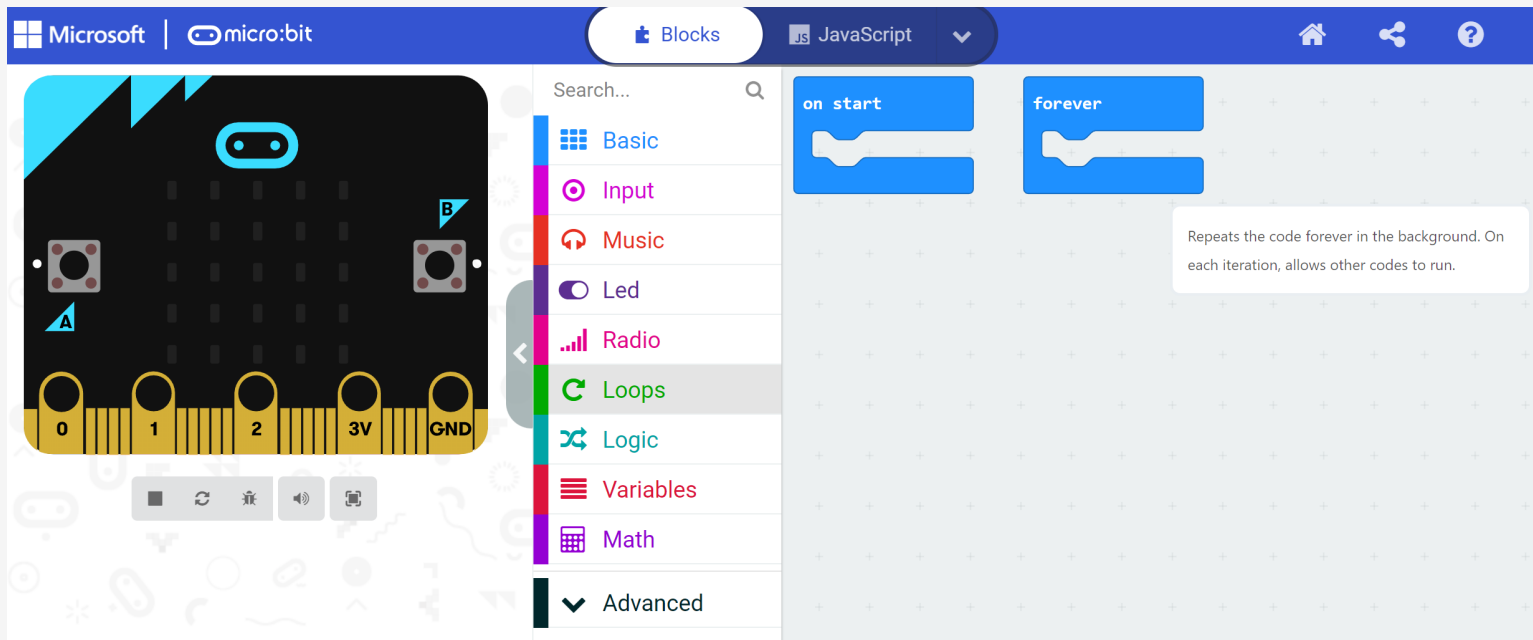 Microsoft
micro:bit
Blocks
JS
JavaScript
?
B
A
0
1
2
3V
GND
Search...
Basic
Input
Music
Led
Radio
Loops
Logic
Variables
Math
Advanced
on start
forever
Repeats the code forever in the background. On
each iteration, allows other codes to run.